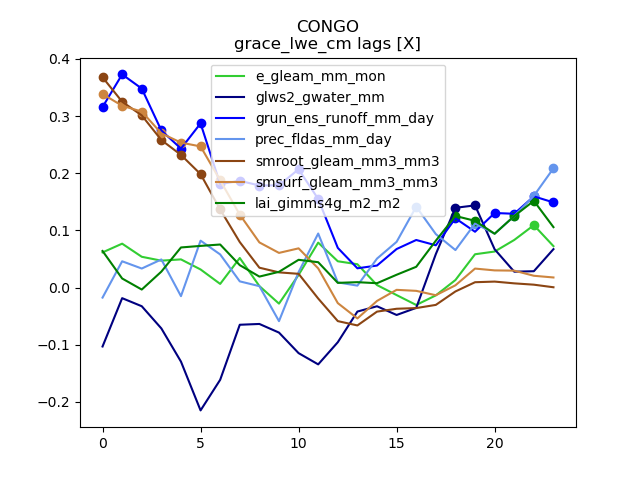 CONGO
grace_lwe_cm lags [X]
0.4
0.3
0.2
0.1
0.0
−0.1
−0.2
e_gleam_mm_mon
glws2_gwater_mm
grun_ens_runoff_mm_day
prec_fldas_mm_day
smroot_gleam_mm3_mm3
smsurf_gleam_mm3_mm3
lai_gimms4g_m2_m2
0 5 10 15 20